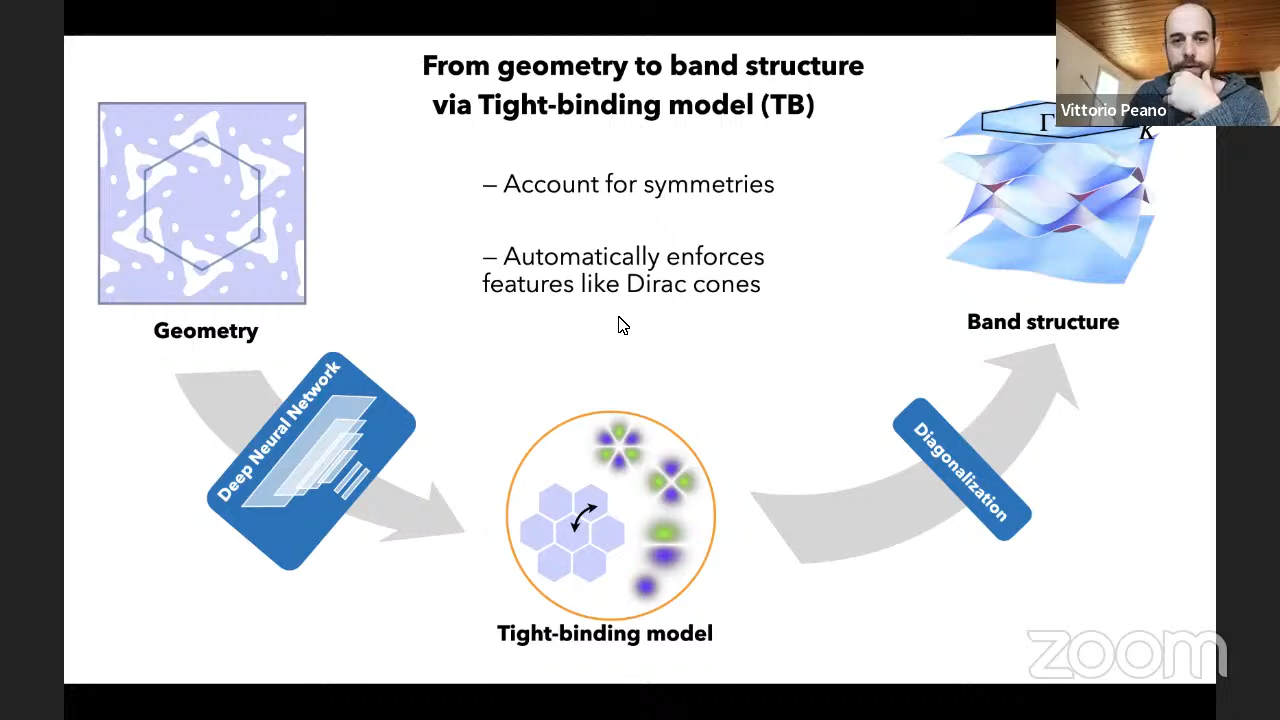 From geometry to band structure
via Tight-binding model (TB)
Vittorio Peano
Γ
K
– Account for symmetries
– Automatically enforces
features like Dirac cones
Geometry
Band structure
Deep Neural Network
Diagonalization
Tight-binding model
zoom